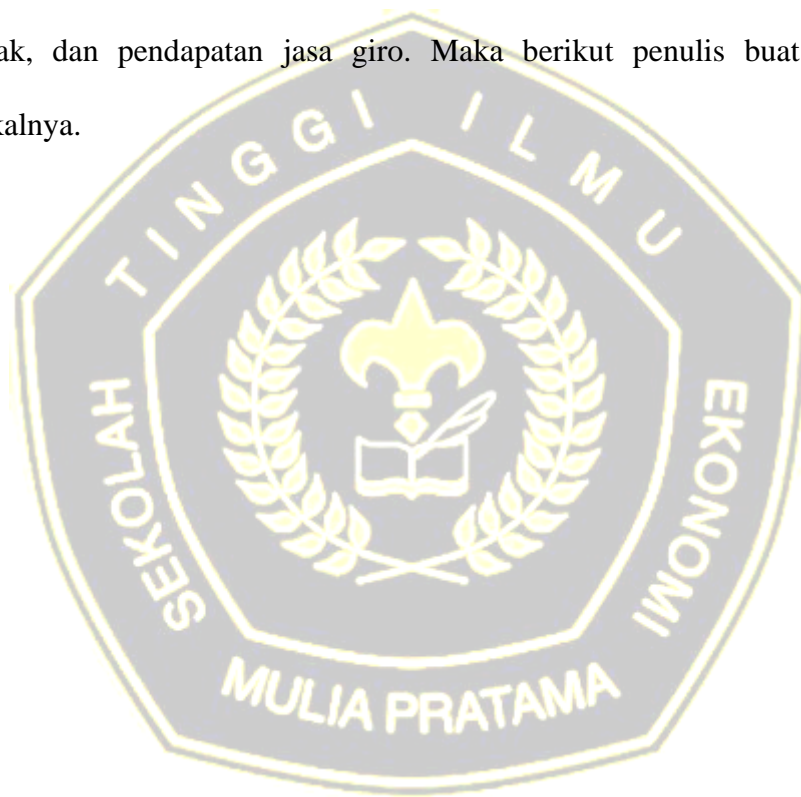 ak, dan pendapatan jasa giro. Maka berikut penulis buat
kalnya.
TINGGI ILMU
SEKOLAH
EKONOMI
MULIA PRATAMA